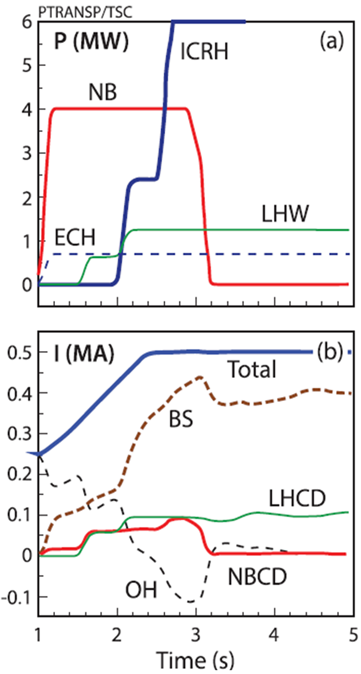 PTRANSP/TSC
6
P (MW)
(a)
ICRH
5
NB
4
3
2
LHW
ECH
1
0
0.5
I (MA)
(b)
Total
0.4
BS
0.3
0.2
LHCD
0.1
0
OH
NBCD
-0.1
1
2
3
4
5
Time (s)